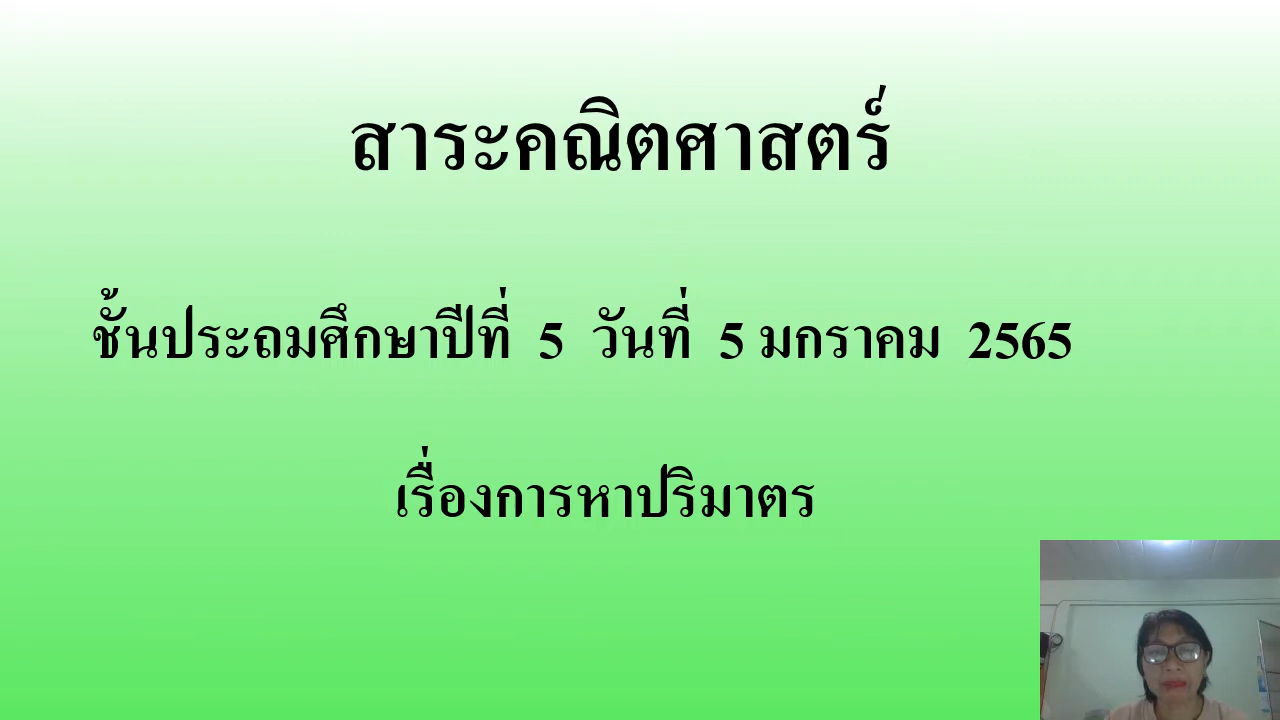 สาระคณิตศาสตร์
ชั้นประถมศึกษาปีที่ 5 วันที่ 5 มกราคม 2565
เรื่องการหาปริมาตร